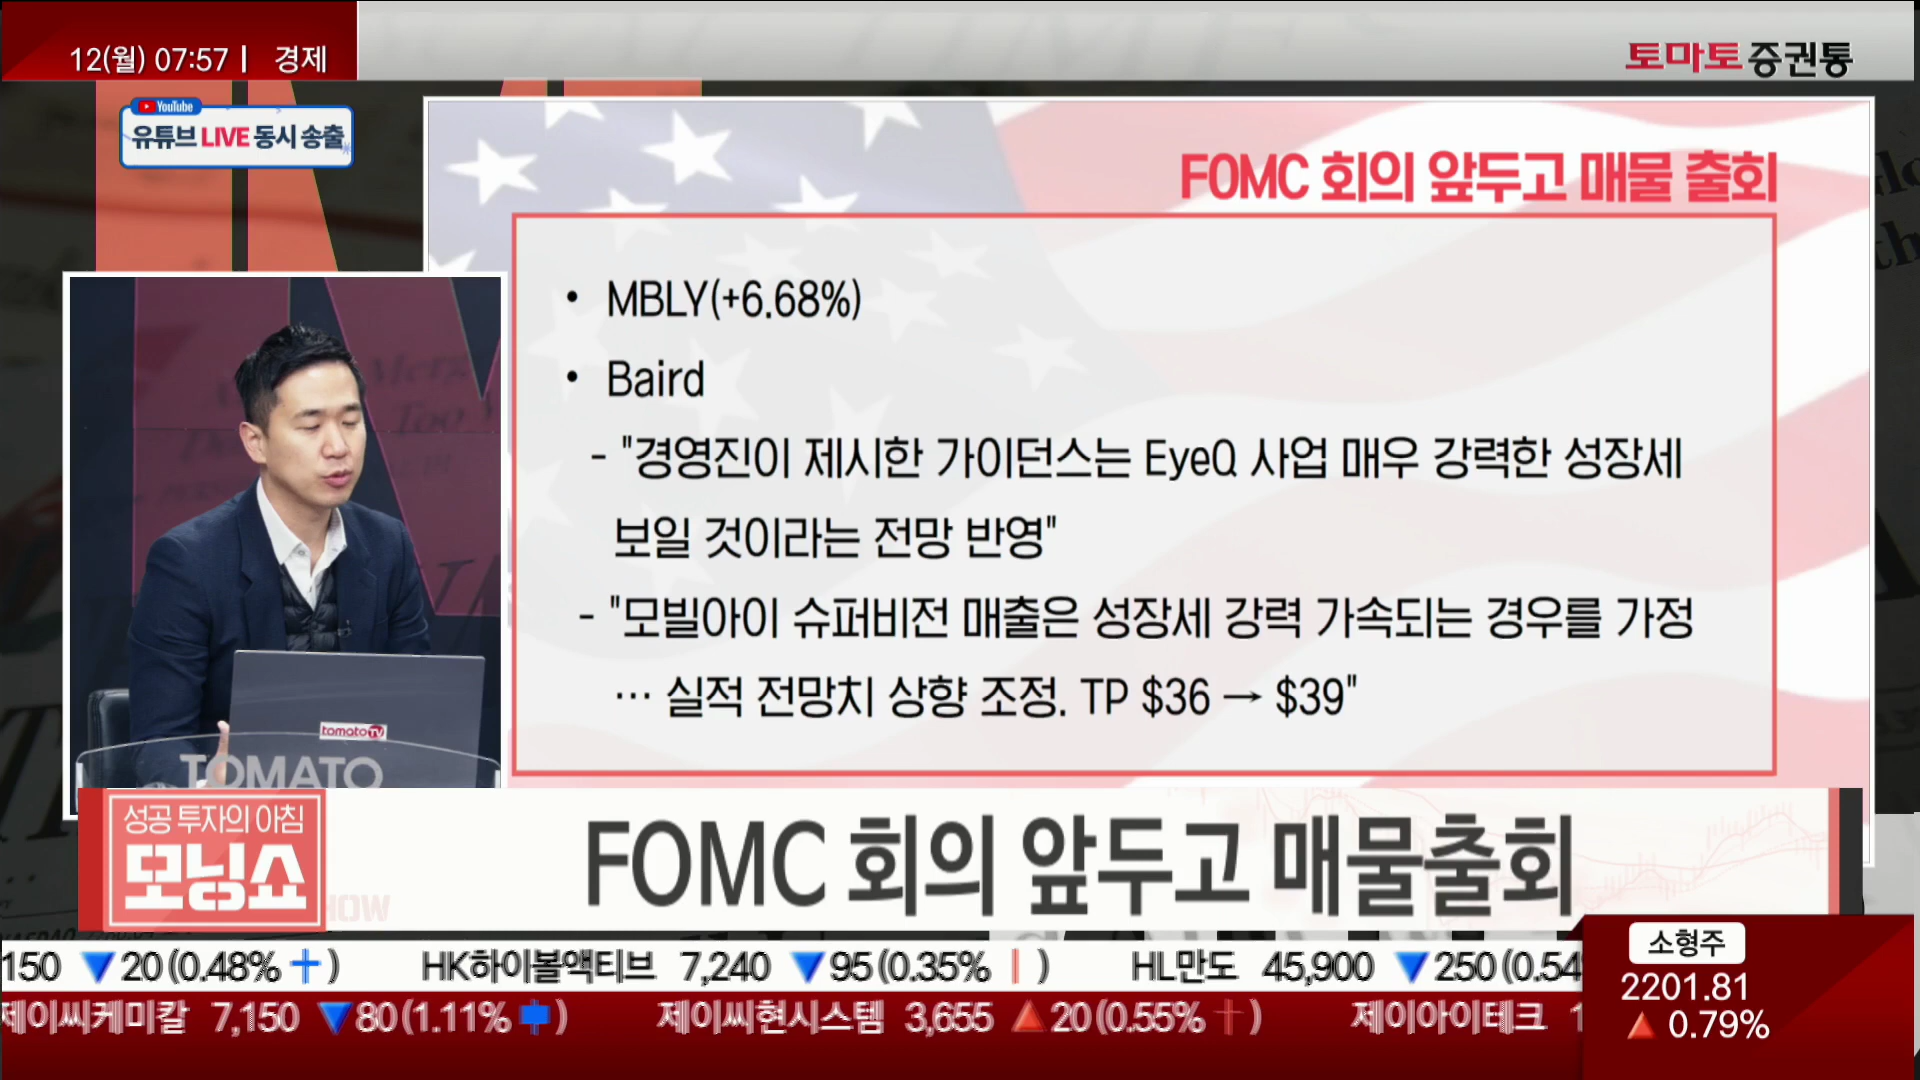 12(월) 07:57 | 경제
토마토증권통
YouTube
유튜브 LIVE 동시 송출
FOMC 회의 앞두고 매물 출회
• MBLY(+6.68%)
• Baird
- "경영진이 제시한 가이던스는 EyeQ 사업 매우 강력한 성장세
보일 것이라는 전망 반영"
- "모빌아이 슈퍼비전 매출은 성장세 강력 가속되는 경우를 가정
… 실적 전망치 상향 조정. TP $36 → $39"
tomatoTV
TOMATO
성공 투자의 아침
모닝쇼
FOMC 회의 앞두고 매물출회
150 ▼20(0.48% ) HK하이볼액티브 7,240 ▼95(0.35% ) HL만도 45,900 ▼250(0.54%
제이씨케미칼 7,150 ▼80(1.11% ) 제이씨현시스템 3,655 ▲20(0.55% ) 제이아이테크 1
소형주
2201.81
▲ 0.79%